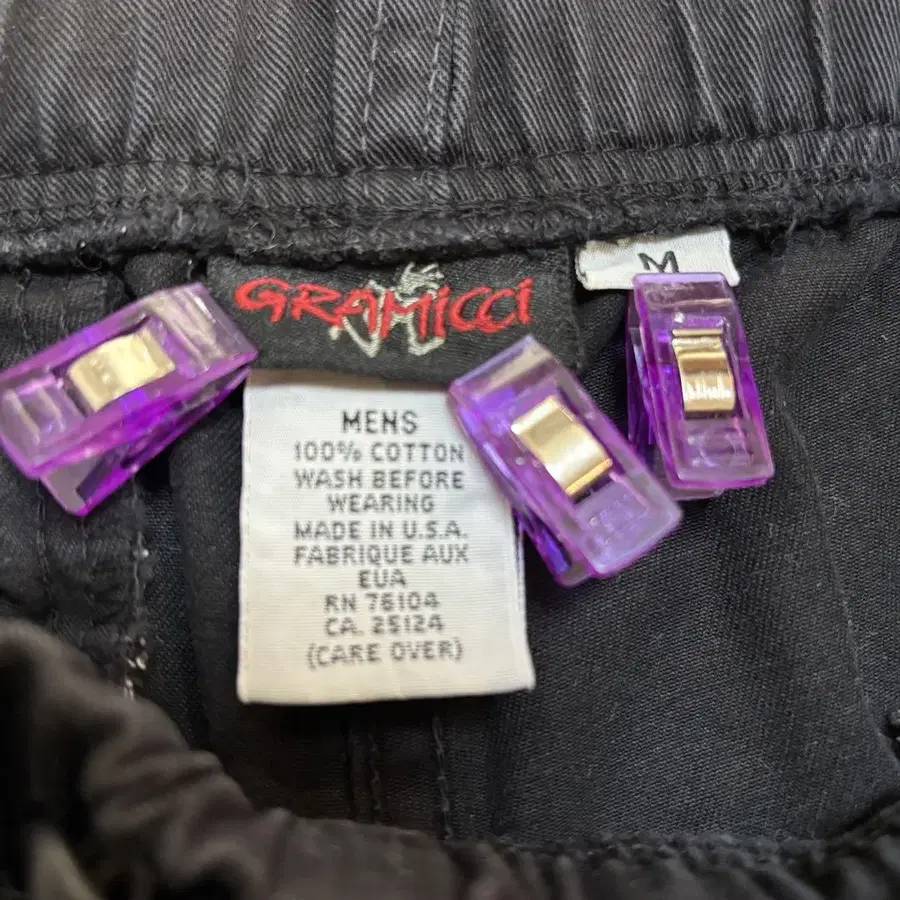 GRAMICCI
M
MENS
100% COTTON
WASH BEFORE
WEARING
MADE IN U.S.A.
FABRIQUE AUX
EUA
RN 76104
CA. 25124
(CARE OVER)